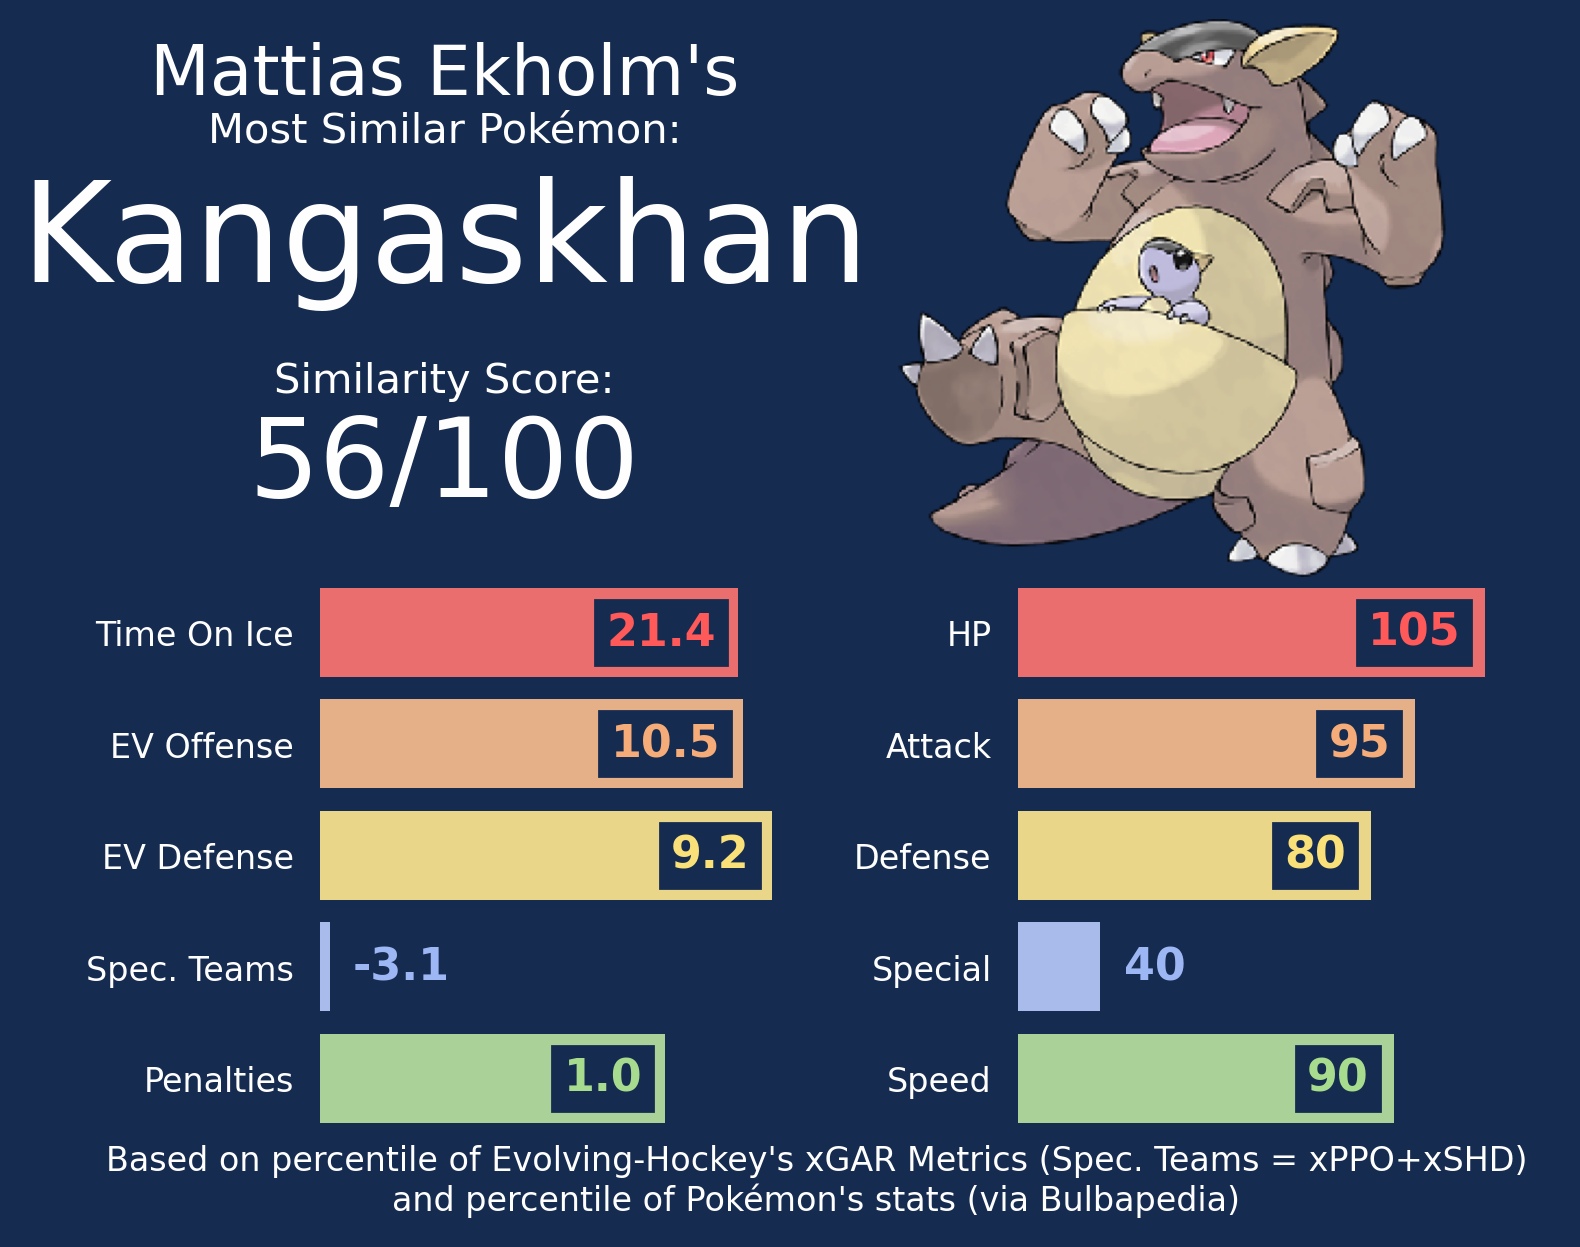 Mattias Ekholm's
Most Similar Pokémon:
Kangaskhan
Similarity Score:
56/100
Time On Ice 21.4
EV Offense 10.5
EV Defense 9.2
Spec. Teams -3.1
Penalties 1.0
HP 105
Attack 95
Defense 80
Special 40
Speed 90
Based on percentile of Evolving-Hockey's xGAR Metrics (Spec. Teams = xPPO+xSHD)
and percentile of Pokémon's stats (via Bulbapedia)